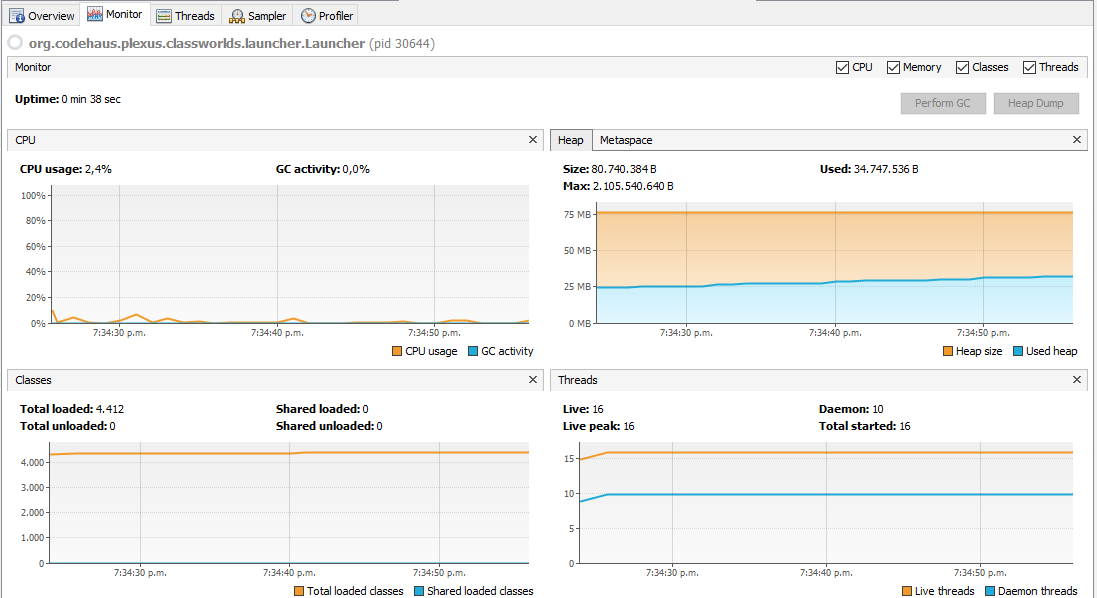 Overview Monitor Threads Sampler Profiler
org.codehaus.plexus.classworlds.launcher.Launcher (pid 30644)
Monitor CPU Memory Classes Threads
Uptime: 0 min 38 sec
Perform GC Heap Dump
CPU
CPU usage: 2,4% GC activity: 0,0%
100%
80%
60%
40%
20%
0%
7:34:30 p.m. 7:34:40 p.m. 7:34:50 p.m.
CPU usage GC activity
Heap Metaspace
Size: 80.740.384 B Used: 34.747.536 B
Max: 2.105.540.640 B
75 MB
50 MB
25 MB
0 MB
7:34:30 p.m. 7:34:40 p.m. 7:34:50 p.m.
Heap size Used heap
Classes
Total loaded: 4.412 Shared loaded: 0
Total unloaded: 0 Shared unloaded: 0
4.000
3.000
2.000
1.000
0
7:34:30 p.m. 7:34:40 p.m. 7:34:50 p.m.
Total loaded classes Shared loaded classes
Threads
Live: 16 Daemon: 10
Live peak: 16 Total started: 16
15
10
5
0
7:34:30 p.m. 7:34:40 p.m. 7:34:50 p.m.
Live threads Daemon threads